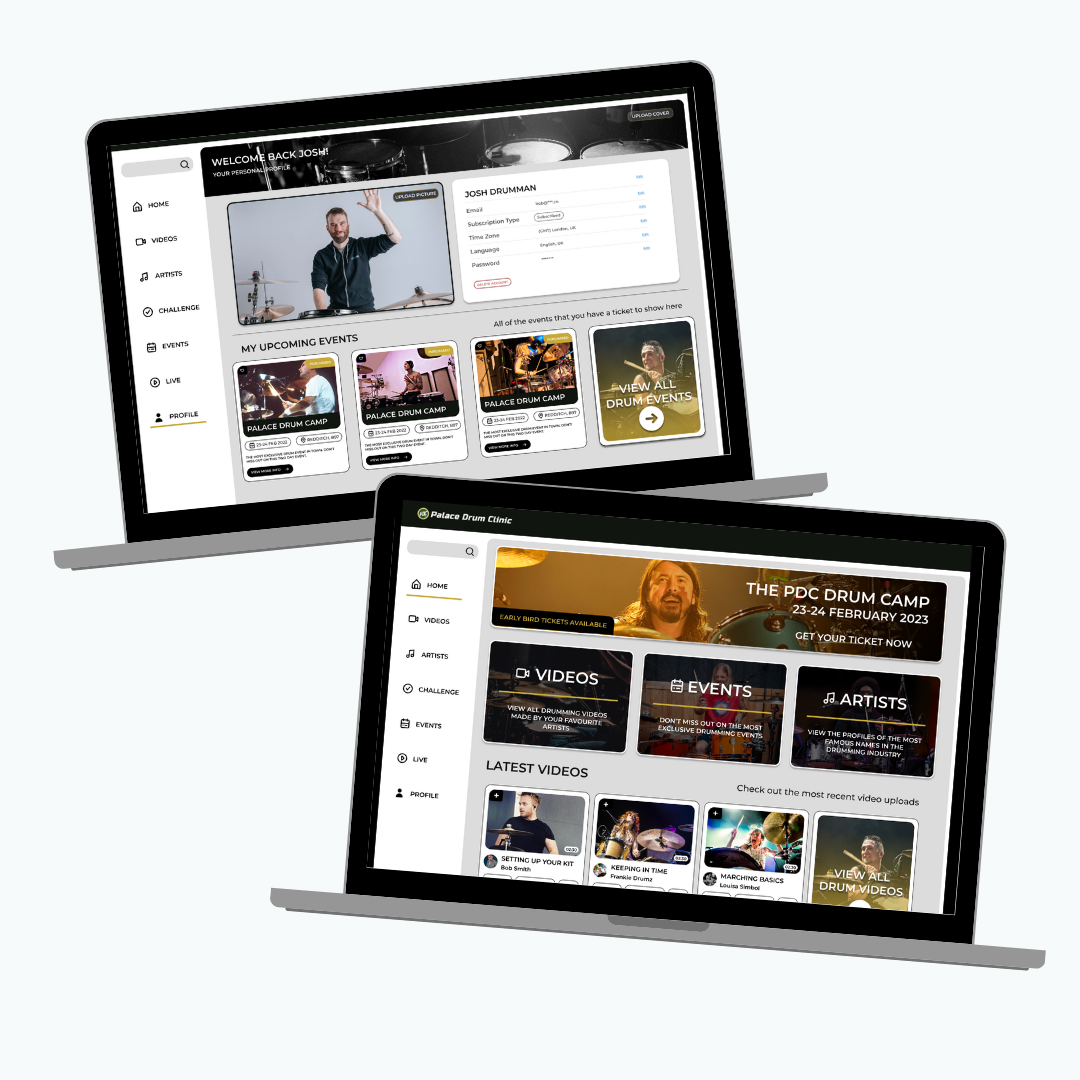 UPLOAD COVER
WELCOME BACK JOSH!
YOUR PERSONAL PROFILE
HOME
VIDEOS
ARTISTS
CHALLENGE
EVENTS
LIVE
PROFILE
UPLOAD PICTURE
JOSH DRUMMAN
Email
Subscription Type
Subscribed
Time Zone
(GMT) London, UK
Language
English, UK
Password
DELETE ACCOUNT
MY UPCOMING EVENTS
All of the events that you have a ticket to show here
PURCHASED
PALACE DRUM CAMP
23-24 FEB 2022
REDDITCH, B97
THE MOST EXCLUSIVE DRUM EVENT IN TOWN. DON'T
MISS OUT ON THIS TWO DAY EVENT.
VIEW MORE INFO
PURCHASED
PALACE DRUM CAMP
23-24 FEB 2022
REDDITCH, B97
THE MOST EXCLUSIVE DRUM EVENT IN TOWN. DON'T
MISS OUT ON THIS TWO DAY EVENT.
VIEW MORE INFO
PURCHASED
PALACE DRUM CAMP
23-24 FEB 2022
REDDITCH, B97
THE MOST EXCLUSIVE DRUM EVENT IN TOWN. DON'T
MISS OUT ON THIS TWO DAY EVENT.
VIEW MORE INFO
VIEW ALL
DRUM EVENTS
Palace Drum Clinic
HOME
VIDEOS
ARTISTS
CHALLENGE
EVENTS
LIVE
PROFILE
THE PDC DRUM CAMP
23-24 FEBRUARY 2023
GET YOUR TICKET NOW
EARLY BIRD TICKETS AVAILABLE
VIDEOS
VIEW ALL DRUMMING VIDEOS
MADE BY YOUR FAVOURITE
ARTISTS
EVENTS
DON'T MISS OUT ON THE MOST
EXCLUSIVE DRUMMING EVENTS
ARTISTS
VIEW THE PROFILES OF THE MOST
FAMOUS NAMES IN THE
DRUMMING INDUSTRY
LATEST VIDEOS
Check out the most recent video uploads
02:30
SETTING UP YOUR KIT
Bob Smith
02:30
KEEPING IN TIME
Frankie Drumz
02:30
MARCHING BASICS
Louisa Simbol
VIEW ALL
DRUM VIDEOS